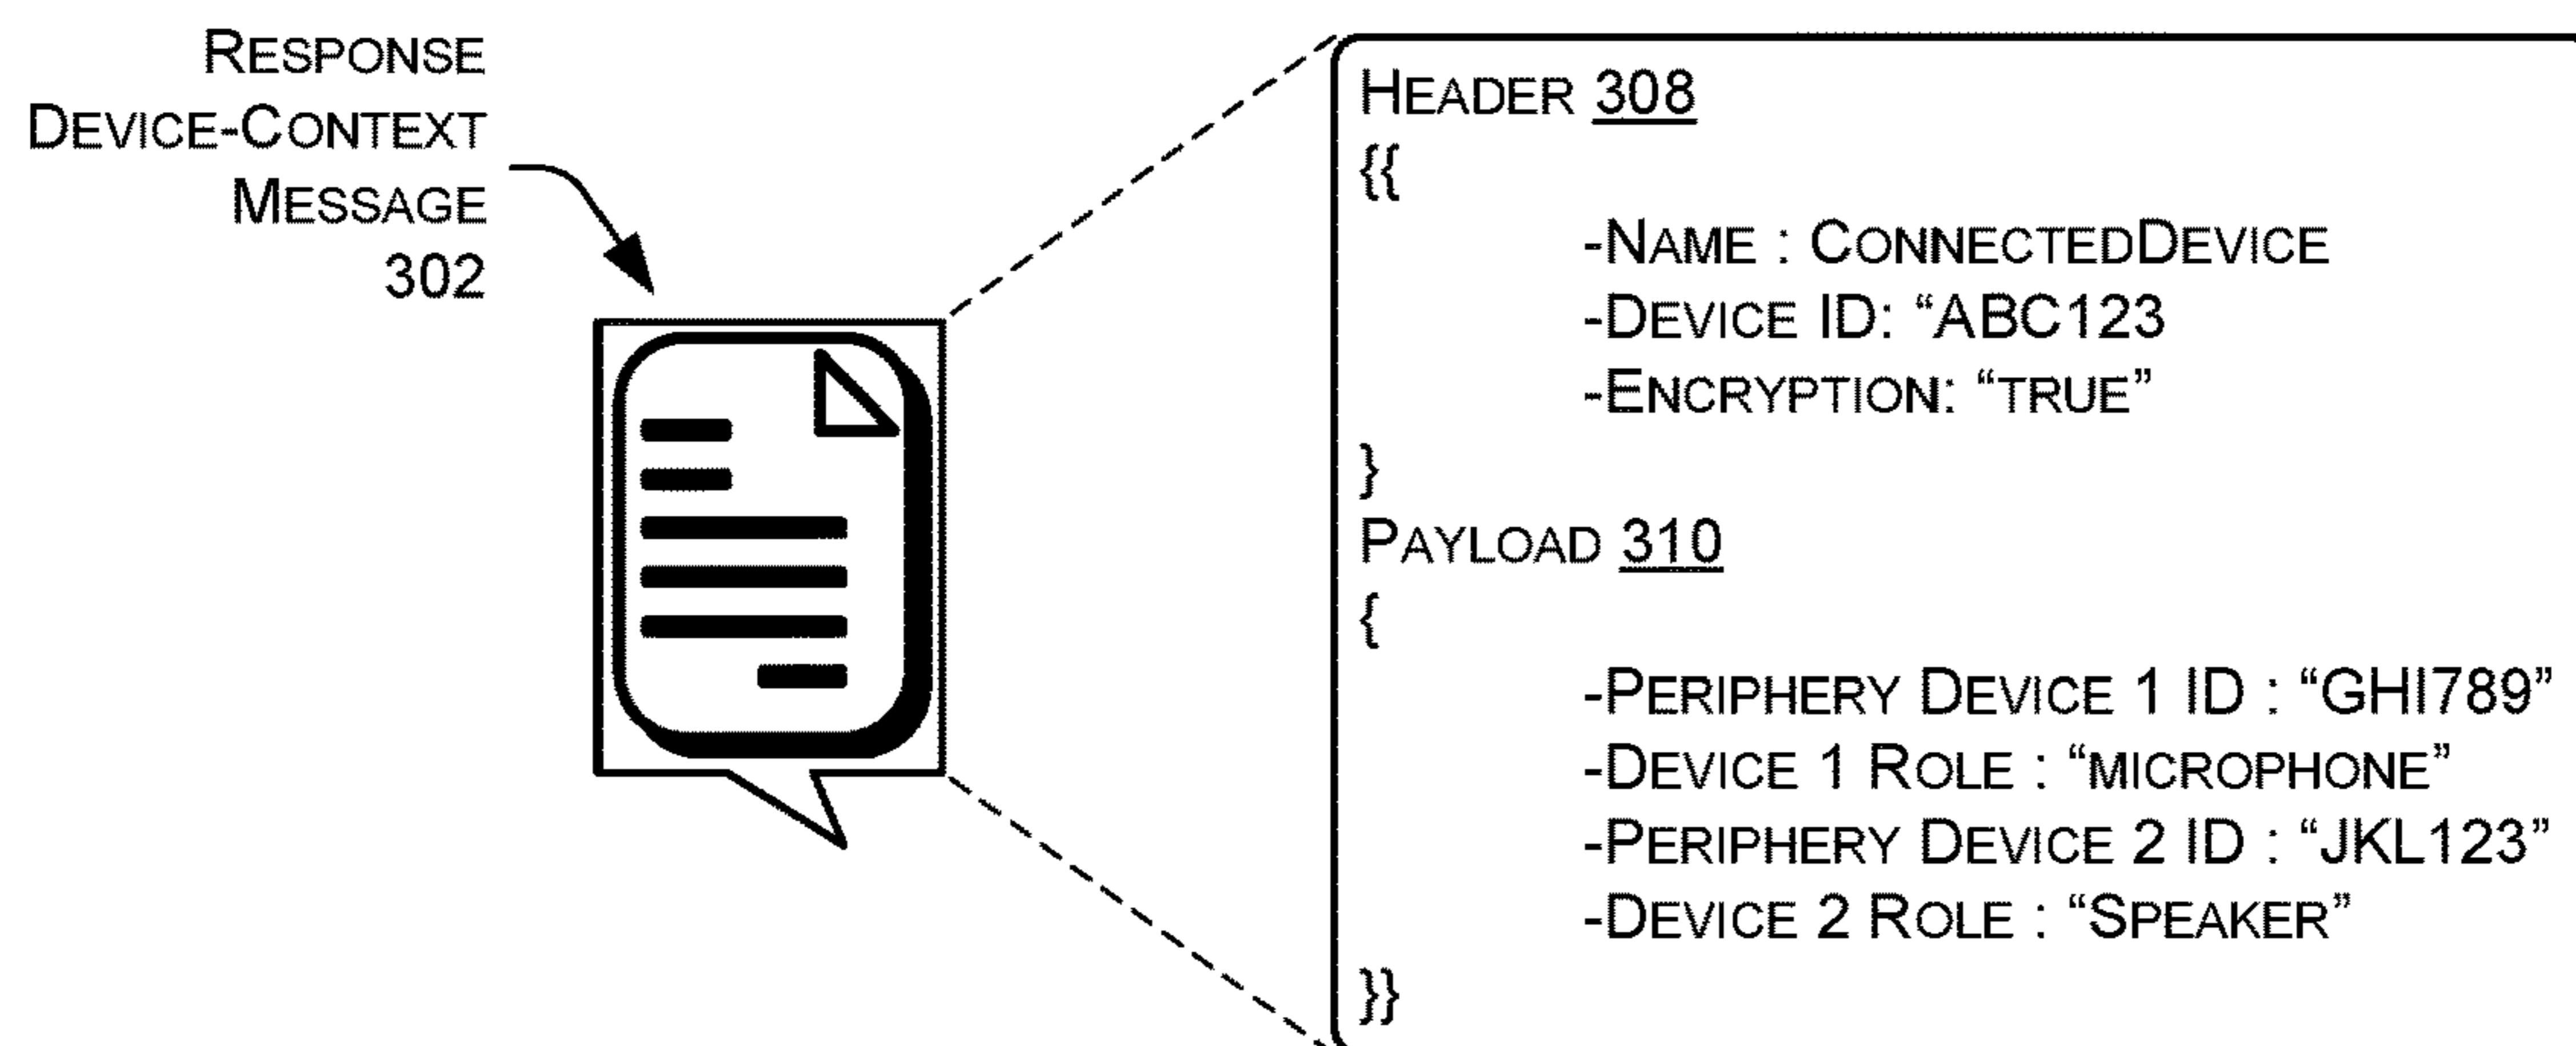 RESPONSE
DEVICE-CONTEXT
MESSAGE
302
HEADER 308
{{
-NAME : CONNECTEDDEVICE
-DEVICE ID: “ABC123
-ENCRYPTION: “TRUE”
}
PAYLOAD 310
{
-PERIPHERY DEVICE 1 ID : “GHI789”
-DEVICE 1 ROLE : “MICROPHONE”
-PERIPHERY DEVICE 2 ID : “JKL123”
-DEVICE 2 ROLE : “SPEAKER”
}}